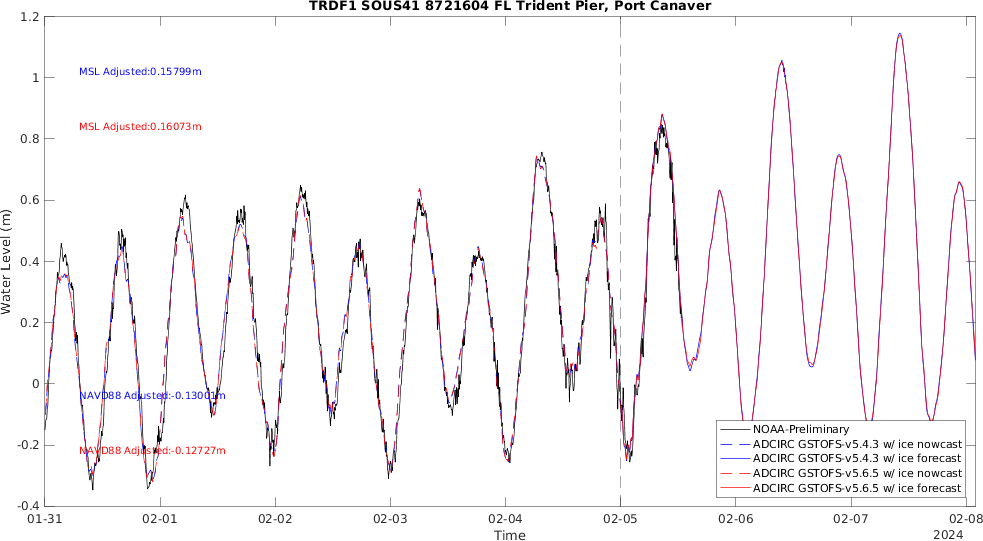 TRDF1 SOUS41 8721604 FL Trident Pier, Port Canaver
Water Level (m)
1.2
1
0.8
0.6
0.4
0.2
0
-0.2
-0.4
MSL Adjusted:0.15799m
MSL Adjusted:0.16073m
NAVD88 Adjusted:-0.13001m
NAVD88 Adjusted:-0.12727m
NOAA-Preliminary
ADCIRC GSTOFS-v5.4.3 w/ ice nowcast
ADCIRC GSTOFS-v5.4.3 w/ ice forecast
ADCIRC GSTOFS-v5.6.5 w/ ice nowcast
ADCIRC GSTOFS-v5.6.5 w/ ice forecast
01-31 02-01 02-02 02-03 02-04 02-05 02-06 02-07 02-08
Time
2024